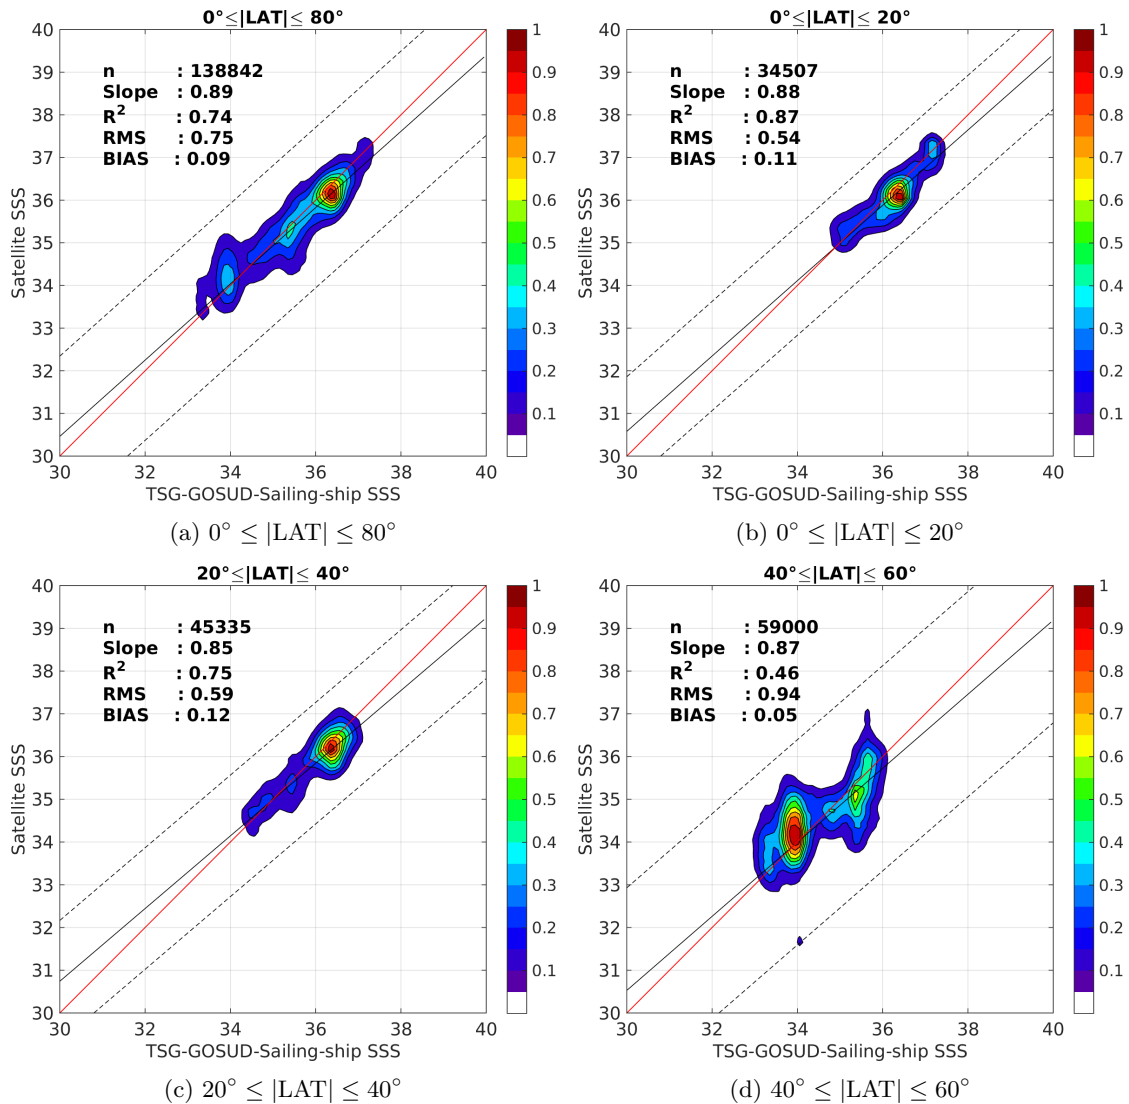 0°≤|LAT|≤ 80°
n : 138842
Slope : 0.89
R² : 0.74
RMS : 0.75
BIAS : 0.09
40
39
38
37
36
35
34
33
32
31
30
Satellite SSS
30 32 34 36 38 40
TSG-GOSUD-Sailing-ship SSS
1
0.9
0.8
0.7
0.6
0.5
0.4
0.3
0.2
0.1
(a) 0° ≤ |LAT| ≤ 80°
0°≤|LAT|≤ 20°
n : 34507
Slope : 0.88
R² : 0.87
RMS : 0.54
BIAS : 0.11
40
39
38
37
36
35
34
33
32
31
30
Satellite SSS
30 32 34 36 38 40
TSG-GOSUD-Sailing-ship SSS
1
0.9
0.8
0.7
0.6
0.5
0.4
0.3
0.2
0.1
(b) 0° ≤ |LAT| ≤ 20°
20°≤|LAT|≤ 40°
n : 45335
Slope : 0.85
R² : 0.75
RMS : 0.59
BIAS : 0.12
40
39
38
37
36
35
34
33
32
31
30
Satellite SSS
30 32 34 36 38 40
TSG-GOSUD-Sailing-ship SSS
1
0.9
0.8
0.7
0.6
0.5
0.4
0.3
0.2
0.1
(c) 20° ≤ |LAT| ≤ 40°
40°≤|LAT|≤ 60°
n : 59000
Slope : 0.87
R² : 0.46
RMS : 0.94
BIAS : 0.05
40
39
38
37
36
35
34
33
32
31
30
Satellite SSS
30 32 34 36 38 40
TSG-GOSUD-Sailing-ship SSS
1
0.9
0.8
0.7
0.6
0.5
0.4
0.3
0.2
0.1
(d) 40° ≤ |LAT| ≤ 60°